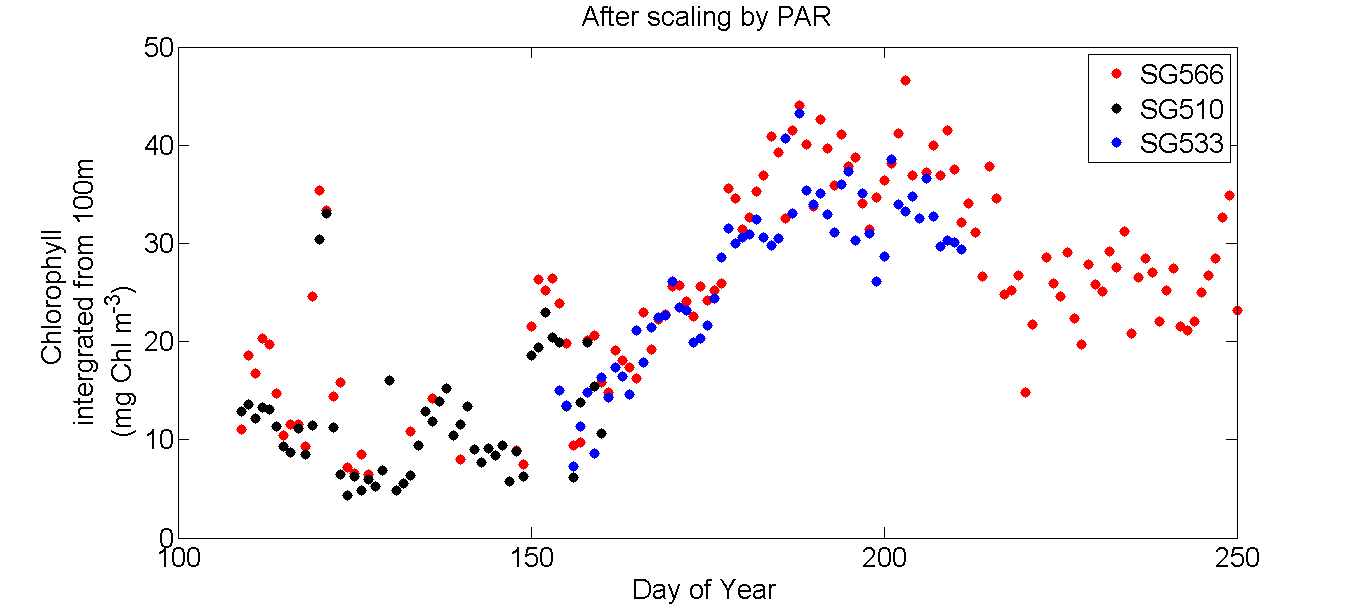 After scaling by PAR
50
40
30
20
10
0
Chlorophyll
intergrated from 100m
(mg Chl m-3)
SG566
SG510
SG533
100
150
200
250
Day of Year